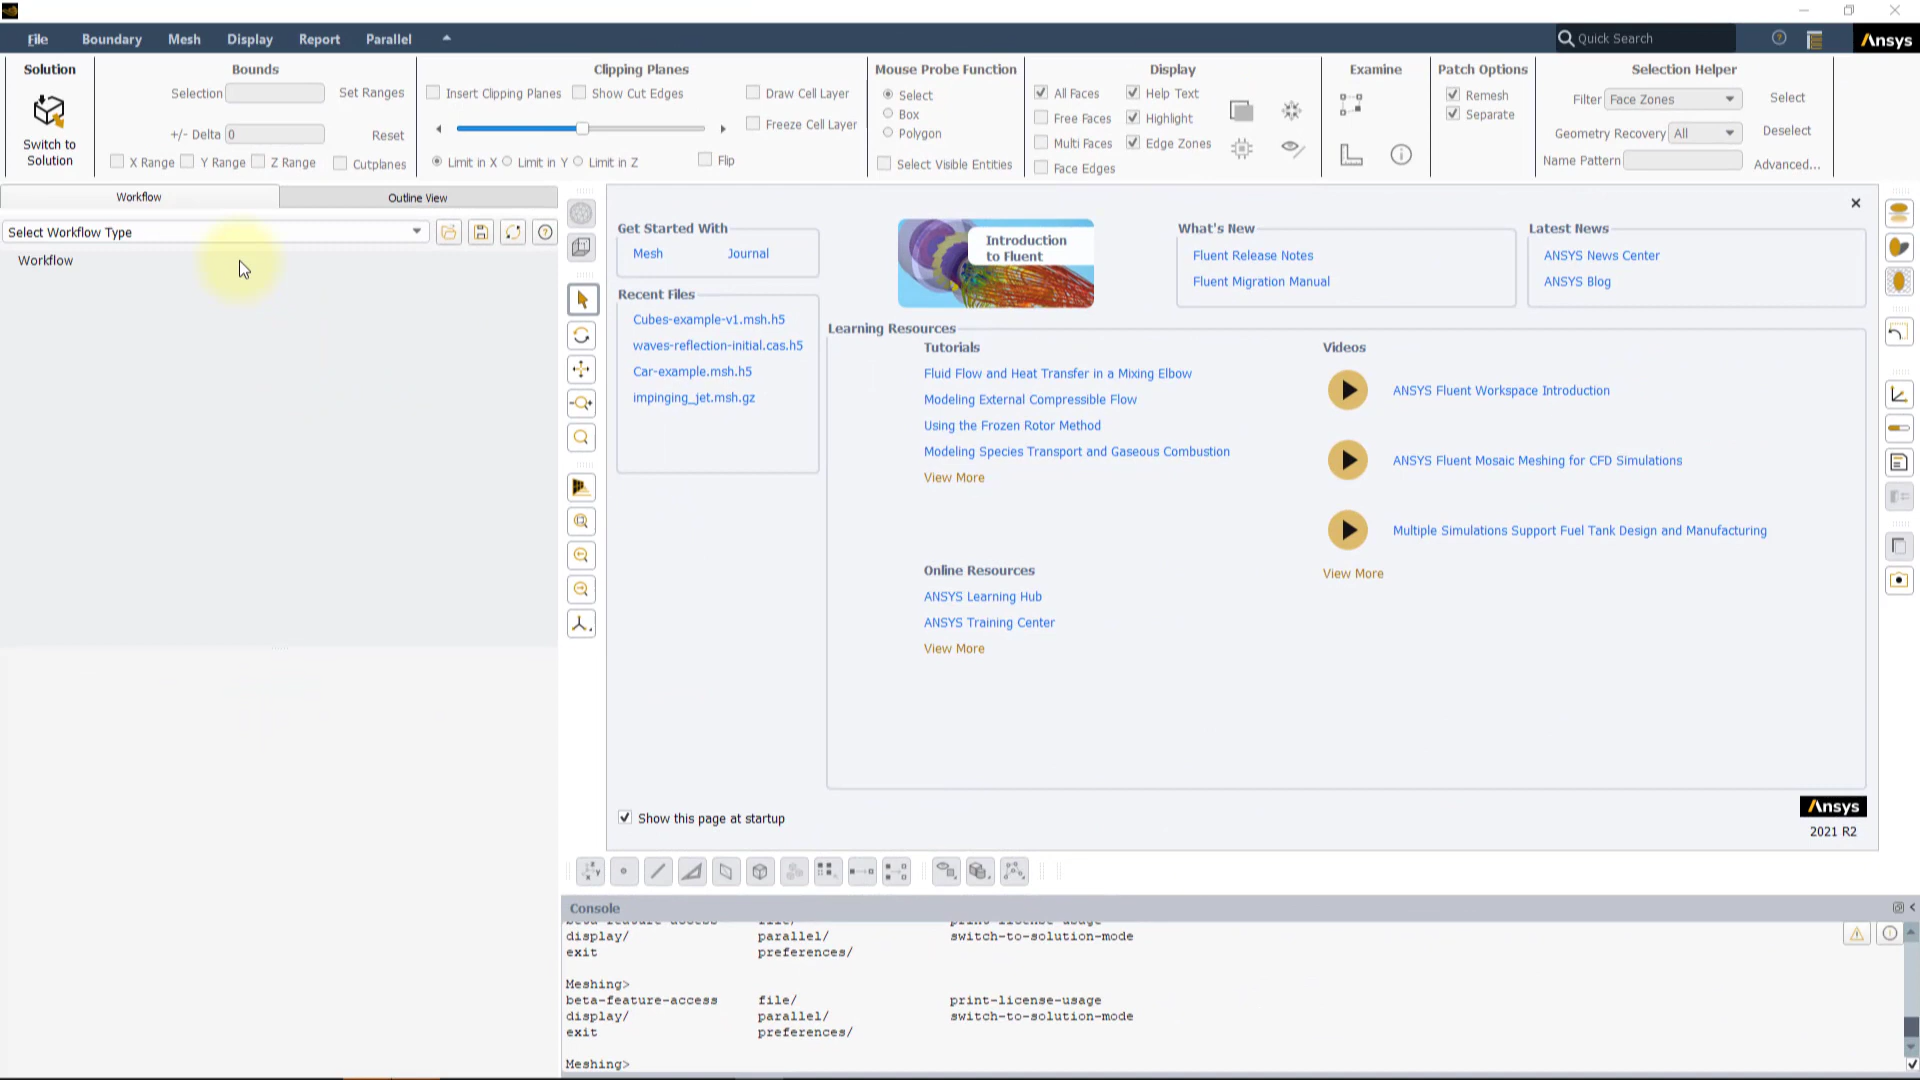 File Boundary Mesh Display Report Parallel Quick Search Ansys
Solution Bounds Clipping Planes Mouse Probe Function Display Examine Patch Options Selection Helper
Selection Set Ranges Insert Clipping Planes Show Cut Edges Draw Cell Layer Select All Faces Help Text Remesh Filter Face Zones Select
Box Free Faces Highlight Separate
+/- Delta 0 Reset Freeze Cell Layer Polygon Multi Faces Edge Zones Geometry Recovery All Deselect
Switch to
Solution
X Range Y Range Z Range Cutplanes Limit in X Limit in Y Limit in Z Flip Select Visible Entities Face Edges Name Pattern Advanced...
Workflow Outline View
Select Workflow Type
Workflow
Get Started With
Mesh Journal
Recent Files
Cubes-example-v1.msh.h5
waves-reflection-initial.cas.h5
Car-example.msh.h5
impinging_jet.msh.gz
Introduction
to Fluent
What's New
Fluent Release Notes
Fluent Migration Manual
Latest News
ANSYS News Center
ANSYS Blog
Learning Resources
Tutorials
Fluid Flow and Heat Transfer in a Mixing Elbow
Modeling External Compressible Flow
Using the Frozen Rotor Method
Modeling Species Transport and Gaseous Combustion
View More
Videos
ANSYS Fluent Workspace Introduction
ANSYS Fluent Mosaic Meshing for CFD Simulations
Multiple Simulations Support Fuel Tank Design and Manufacturing
View More
Online Resources
ANSYS Learning Hub
ANSYS Training Center
View More
Show this page at startup
Ansys
2021 R2
Console
beta-feature-access file/ print-license-usage
display/ parallel/ switch-to-solution-mode
exit preferences/
Meshing>
beta-feature-access file/ print-license-usage
display/ parallel/ switch-to-solution-mode
exit preferences/
Meshing>